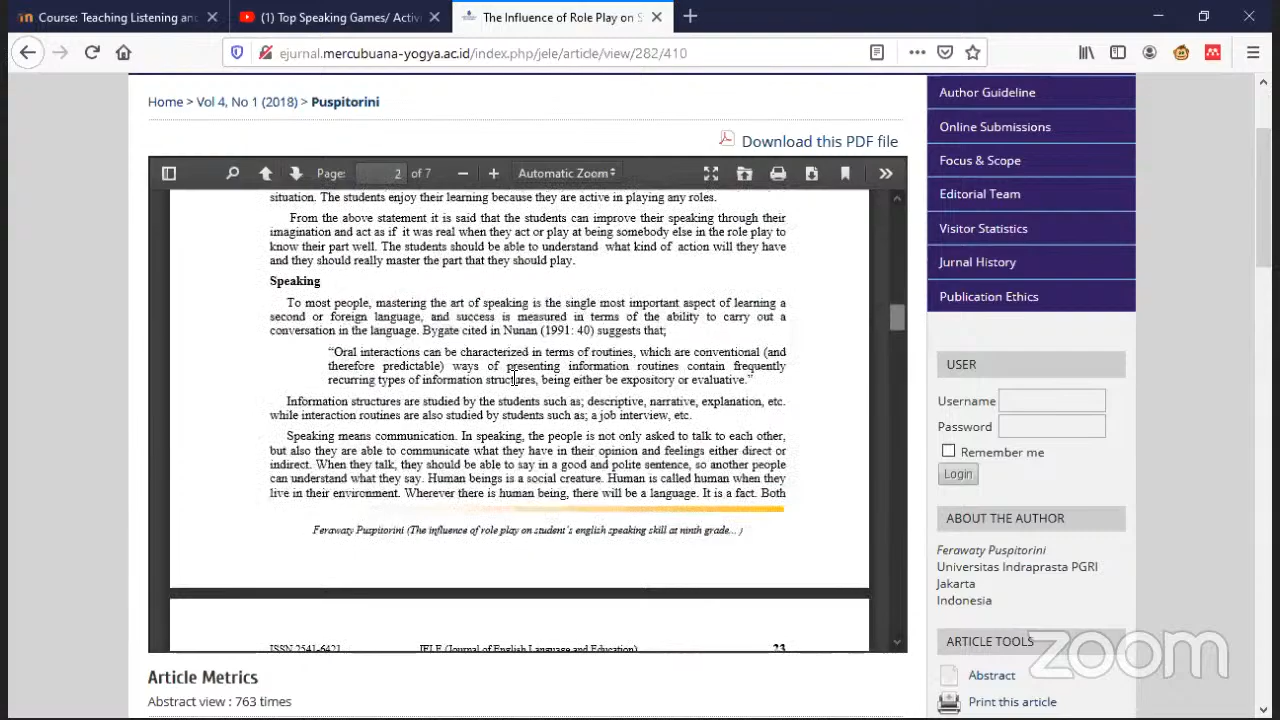 Course: Teaching Listening and
(1) Top Speaking Games/ Activ
The Influence of Role Play on S
ejurnal.mercubuana-yogya.ac.id/index.php/jele/article/view/282/410
Home > Vol 4, No 1 (2018) > Puspitorini
Download this PDF file
Page: 2 of 7
Automatic Zoom
situation. The students enjoy their learning because they are active in playing any roles.
From the above statement it is said that the students can improve their speaking through their
imagination and act as if it was real when they act or play at being somebody else in the role play to
know their part well. The students should be able to understand what kind of action will they have
and they should really master the part that they should play.
Speaking
To most people, mastering the art of speaking is the single most important aspect of learning a
second or foreign language, and success is measured in terms of the ability to carry out a
conversation in the language. Bygate cited in Nunan (1991: 40) suggests that;
“Oral interactions can be characterized in terms of routines, which are conventional (and
therefore predictable) ways of presenting information routines contain frequently
recurring types of information structures, being either be expository or evaluative.”
Information structures are studied by the students such as; descriptive, narrative, explanation, etc.
while interaction routines are also studied by students such as; a job interview, etc.
Speaking means communication. In speaking, the people is not only asked to talk to each other,
but also they are able to communicate what they have in their opinion and feelings either direct or
indirect. When they talk, they should be able to say in a good and polite sentence, so another people
can understand what they say. Human beings is a social creature. Human is called human when they
live in their environment. Wherever there is human being, there will be a language. It is a fact. Both
Ferawaty Puspitorini (The influence of role play on student’s english speaking skill at ninth grade... )
ISSN 2541-6421 JELE (Journal of English Language and Education) 23
Article Metrics
Abstract view : 763 times
Author Guideline
Online Submissions
Focus & Scope
Editorial Team
Visitor Statistics
Jurnal History
Publication Ethics
USER
Username
Password
Remember me
Login
ABOUT THE AUTHOR
Ferawaty Puspitorini
Universitas Indraprasta PGRI
Jakarta
Indonesia
ARTICLE TOOLS
Abstract
Print this article
zoom